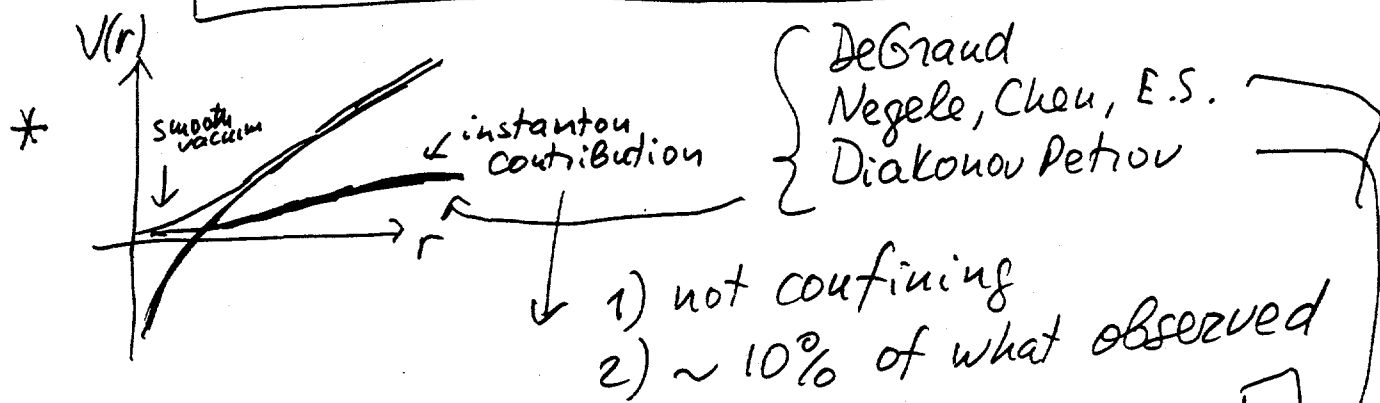 V(r)
*
smooth
vacuum
instanton
contribution
r
DeGrand
Negele, Chen, E.S.
Diakonov Petrov
1) not confining
2) ~ 10% of what observed